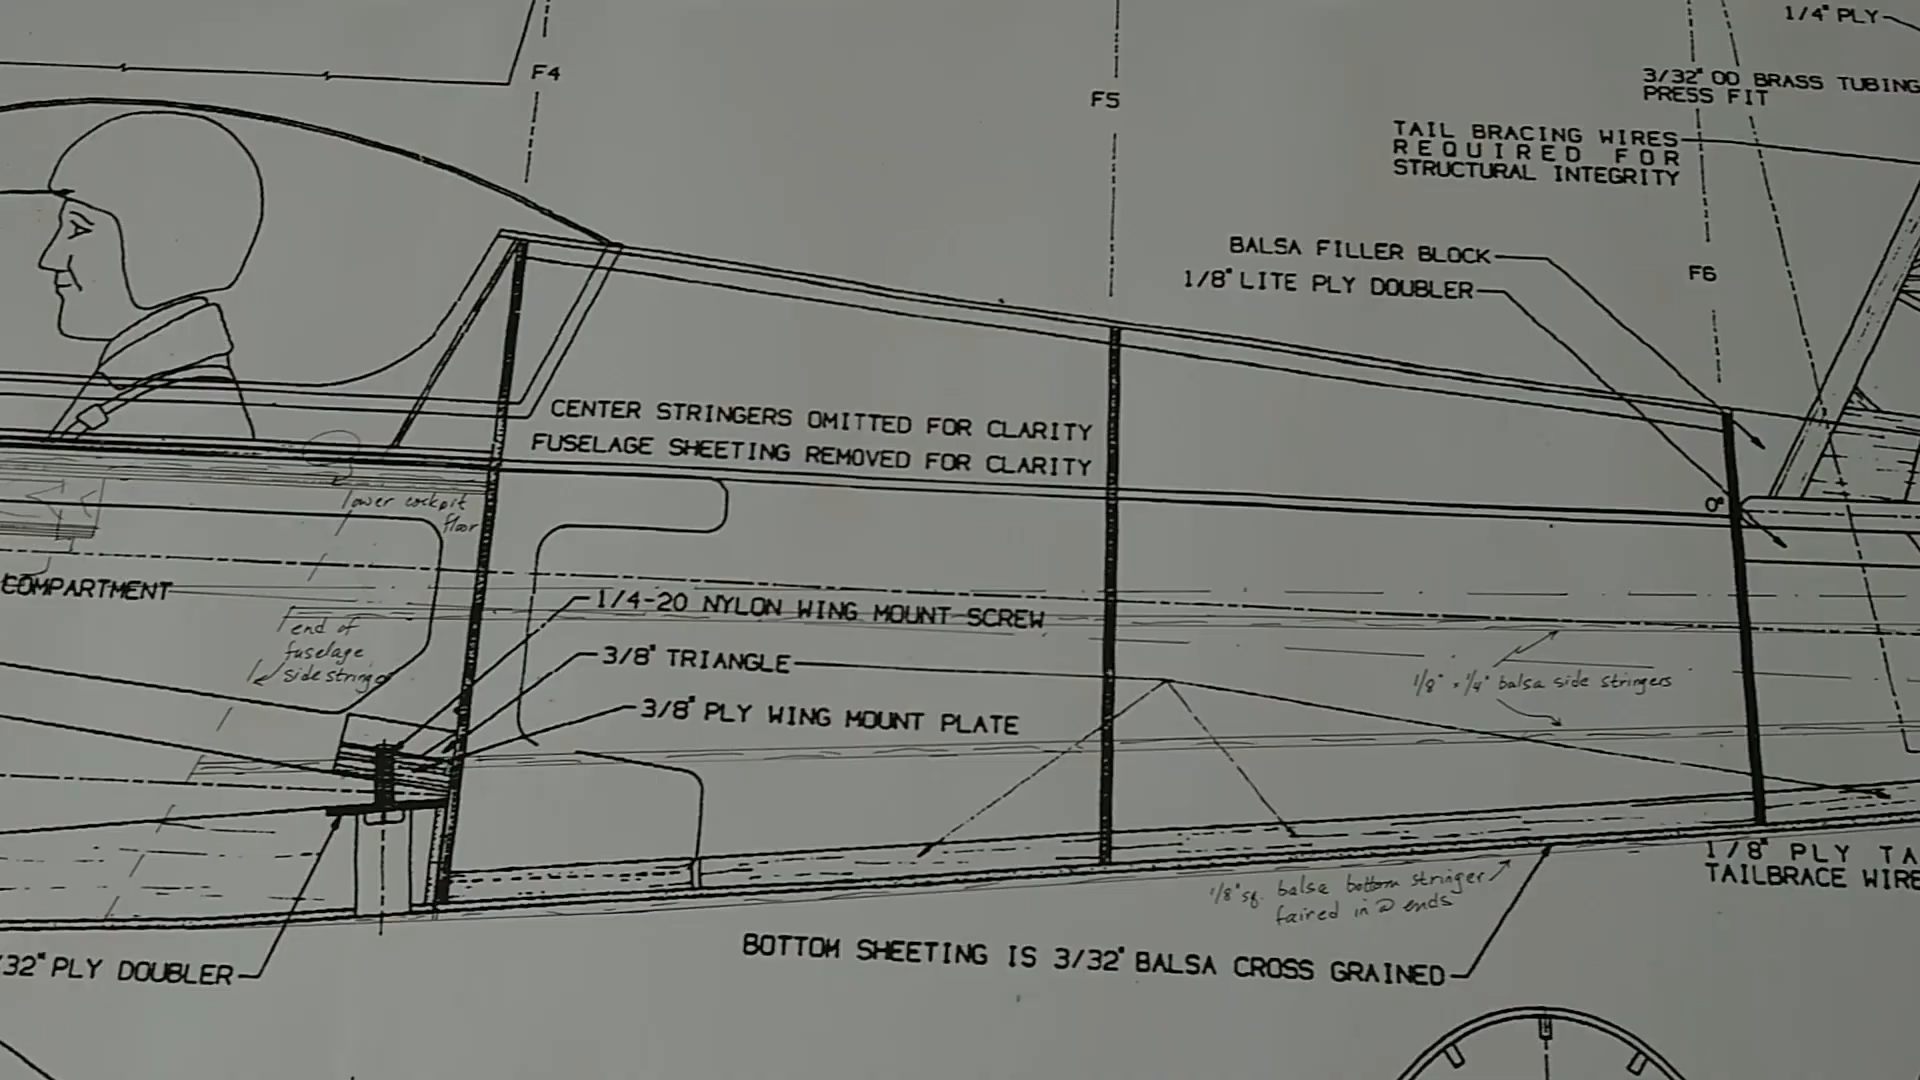 1/4" PLY
F4
3/32" OD BRASS TUBING
PRESS FIT
F5
TAIL BRACING WIRES
REQUIRED FOR
STRUCTURAL INTEGRITY
BALSA FILLER BLOCK
1/8" LITE PLY DOUBLER
F6
CENTER STRINGERS OMITTED FOR CLARITY
FUSELAGE SHEETING REMOVED FOR CLARITY
lower cockpit
floor
0°
COMPARTMENT
1/4-20 NYLON WING MOUNT SCREW
end of
fuselage
side stringer
3/8" TRIANGLE
1/8" x 1/4" balsa side stringers
3/8" PLY WING MOUNT PLATE
1/8" PLY TA
TAILBRACE WIRE
1/8" sq. balsa bottom stringer
faired in @ ends
BOTTOM SHEETING IS 3/32" BALSA CROSS GRAINED
/32" PLY DOUBLER